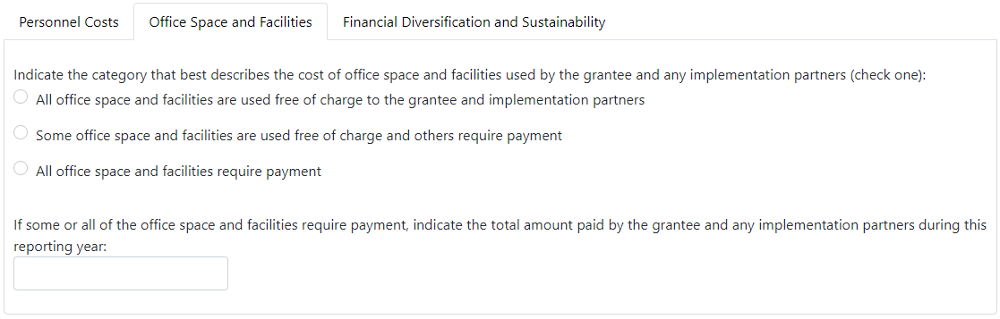 Personnel Costs
Office Space and Facilities
Financial Diversification and Sustainability
Indicate the category that best describes the cost of office space and facilities used by the grantee and any implementation partners (check one):
All office space and facilities are used free of charge to the grantee and implementation partners
Some office space and facilities are used free of charge and others require payment
All office space and facilities require payment
If some or all of the office space and facilities require payment, indicate the total amount paid by the grantee and any implementation partners during this
reporting year: